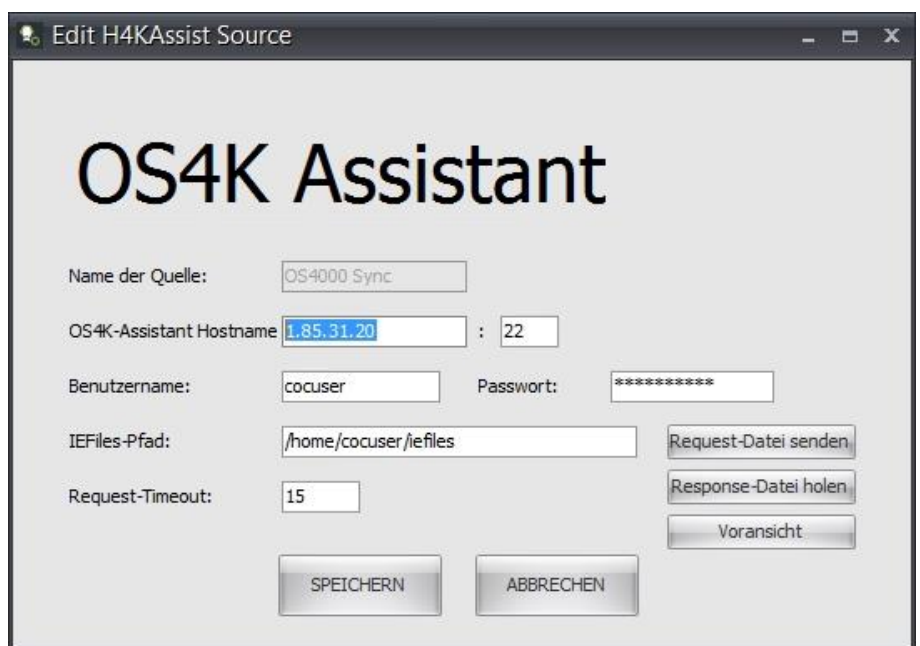 Edit H4KAssist Source
OS4K Assistant
Name der Quelle: OS4000 Sync
OS4K-Assistant Hostname 1.85.31.20 : 22
Benutzername: cocuser Passwort: **********
IEFiles-Pfad: /home/cocuser/iefiles Request-Datei senden
Request-Timeout: 15 Response-Datei holen
Voransicht
SPEICHERN ABBRECHEN